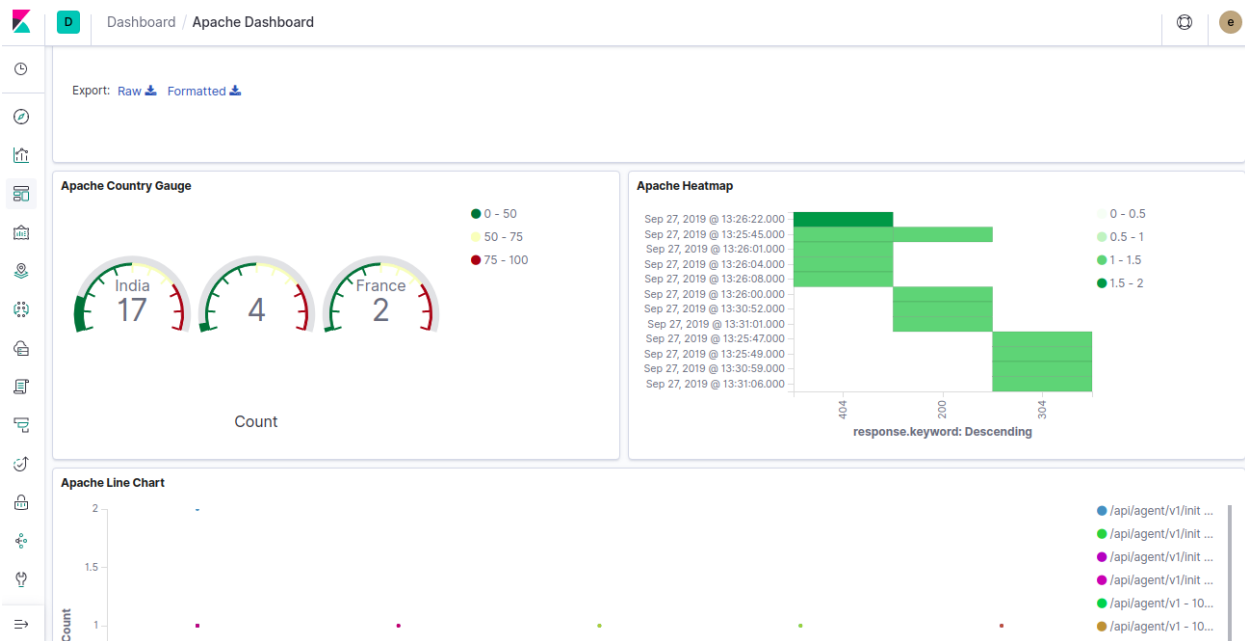 D Dashboard / Apache Dashboard e
Export: Raw Formatted
Apache Country Gauge
0 - 50
50 - 75
75 - 100
India
17
4
France
2
Count
Apache Heatmap
Sep 27, 2019 @ 13:26:22.000
Sep 27, 2019 @ 13:25:45.000
Sep 27, 2019 @ 13:26:01.000
Sep 27, 2019 @ 13:26:04.000
Sep 27, 2019 @ 13:26:08.000
Sep 27, 2019 @ 13:26:00.000
Sep 27, 2019 @ 13:30:52.000
Sep 27, 2019 @ 13:31:01.000
Sep 27, 2019 @ 13:25:47.000
Sep 27, 2019 @ 13:25:49.000
Sep 27, 2019 @ 13:30:59.000
Sep 27, 2019 @ 13:31:06.000
404
200
304
response.keyword: Descending
0 - 0.5
0.5 - 1
1 - 1.5
1.5 - 2
Apache Line Chart
2
1.5
1
Count
/api/agent/v1/init ...
/api/agent/v1/init ...
/api/agent/v1/init ...
/api/agent/v1/init ...
/api/agent/v1 - 10...
/api/agent/v1 - 10...